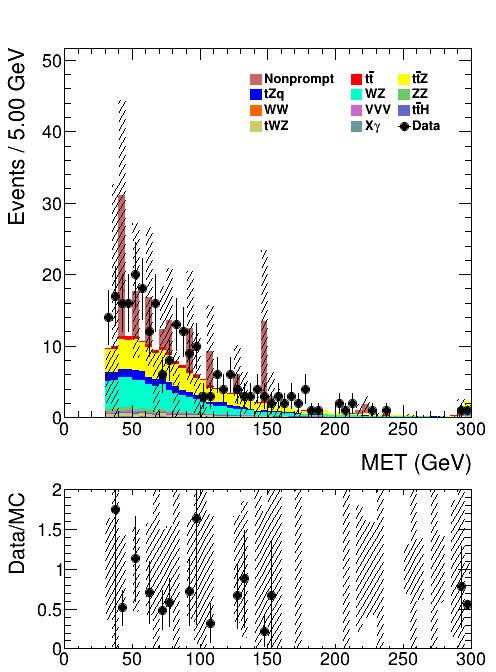 Events / 5.00 GeV
50
40
30
20
10
0
Nonprompt tt̄ tt̄Z
tZq WZ ZZ
WW VVV tt̄H
tWZ Xγ Data
0 50 100 150 200 250 300
MET (GeV)
Data/MC
2
1.5
1
0.5
0
0 50 100 150 200 250 300